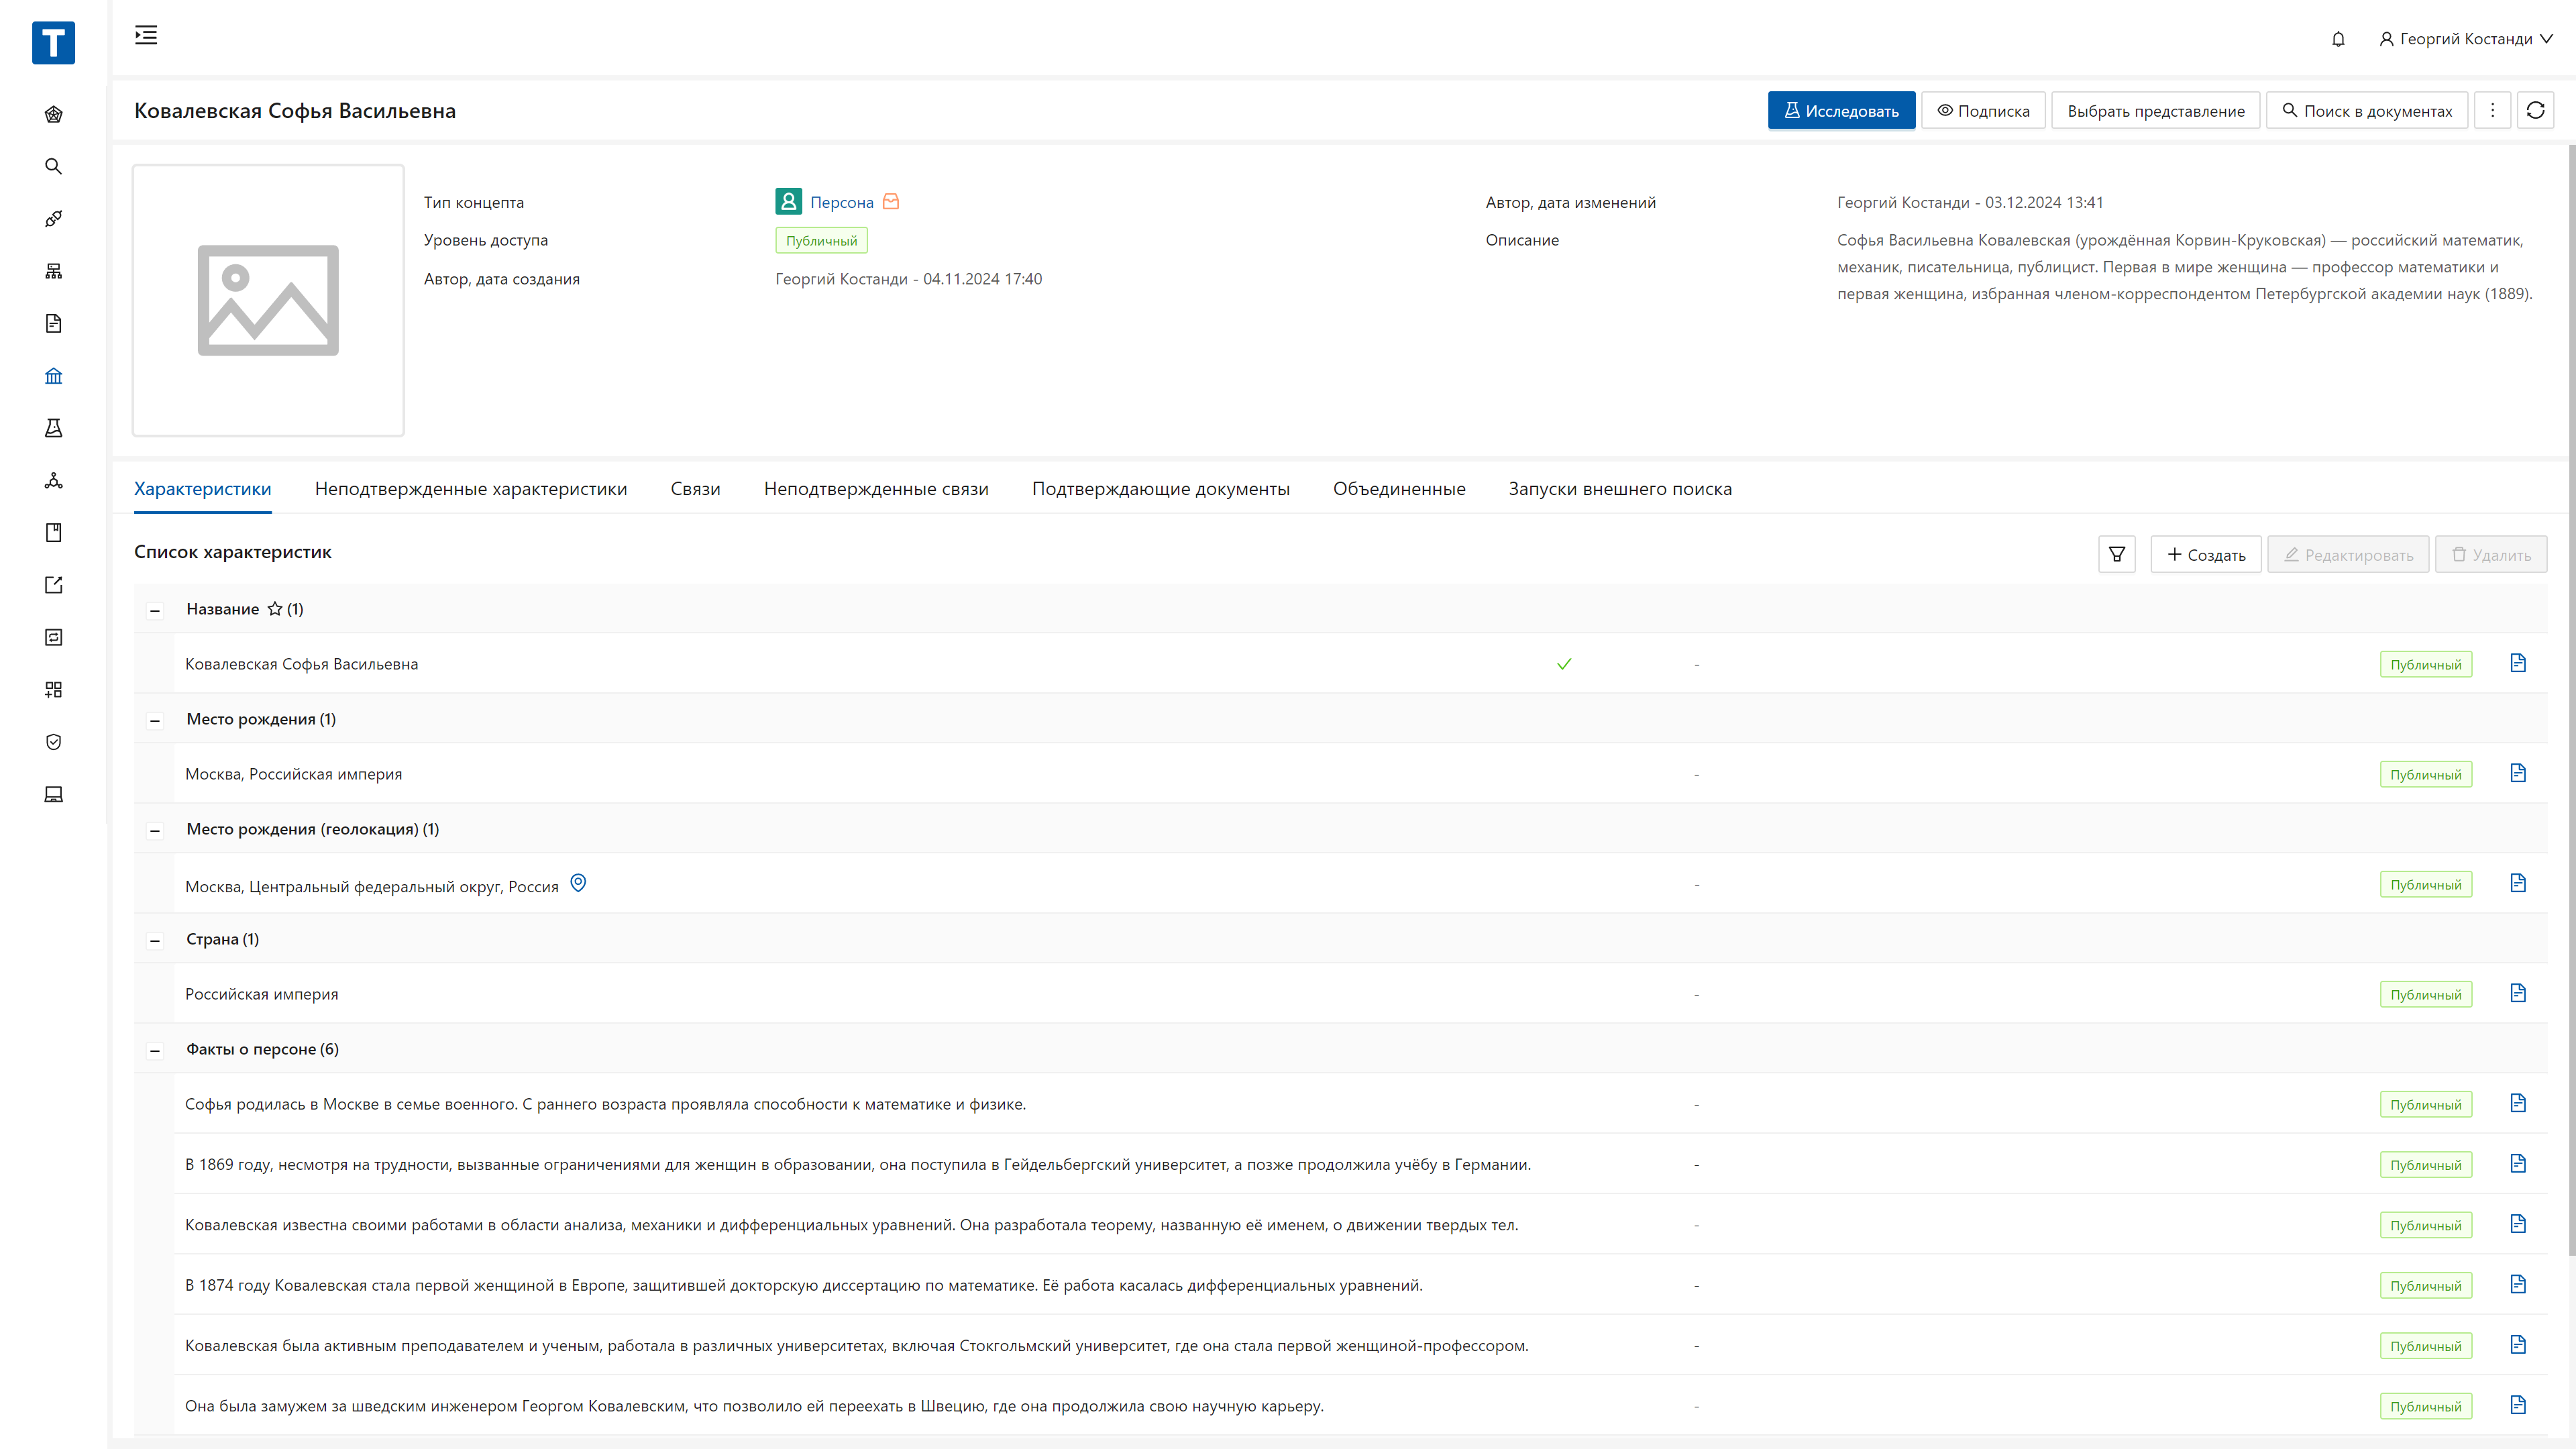 T
Георгий Костанди
Ковалевская Софья Васильевна
Исследовать
Подписка
Выбрать представление
Поиск в документах
Тип концепта
Персона
Уровень доступа
Публичный
Автор, дата создания
Георгий Костанди - 04.11.2024 17:40
Автор, дата изменений
Георгий Костанди - 03.12.2024 13:41
Описание
Софья Васильевна Ковалевская (урождённая Корвин-Круковская) — российский математик,
механик, писательница, публицист. Первая в мире женщина — профессор математики и
первая женщина, избранная членом-корреспондентом Петербургской академии наук (1889).
Характеристики
Неподтвержденные характеристики
Связи
Неподтвержденные связи
Подтверждающие документы
Объединенные
Запуски внешнего поиска
Список характеристик
Создать
Редактировать
Удалить
Название (1)
Ковалевская Софья Васильевна - Публичный
Место рождения (1)
Москва, Российская империя - Публичный
Место рождения (геолокация) (1)
Москва, Центральный федеральный округ, Россия - Публичный
Страна (1)
Российская империя - Публичный
Факты о персоне (6)
Софья родилась в Москве в семье военного. С раннего возраста проявляла способности к математике и физике. - Публичный
В 1869 году, несмотря на трудности, вызванные ограничениями для женщин в образовании, она поступила в Гейдельбергский университет, а позже продолжила учёбу в Германии. - Публичный
Ковалевская известна своими работами в области анализа, механики и дифференциальных уравнений. Она разработала теорему, названную её именем, о движении твердых тел. - Публичный
В 1874 году Ковалевская стала первой женщиной в Европе, защитившей докторскую диссертацию по математике. Её работа касалась дифференциальных уравнений. - Публичный
Ковалевская была активным преподавателем и ученым, работала в различных университетах, включая Стокгольмский университет, где она стала первой женщиной-профессором. - Публичный
Она была замужем за шведским инженером Георгом Ковалевским, что позволило ей переехать в Швецию, где она продолжила свою научную карьеру. - Публичный